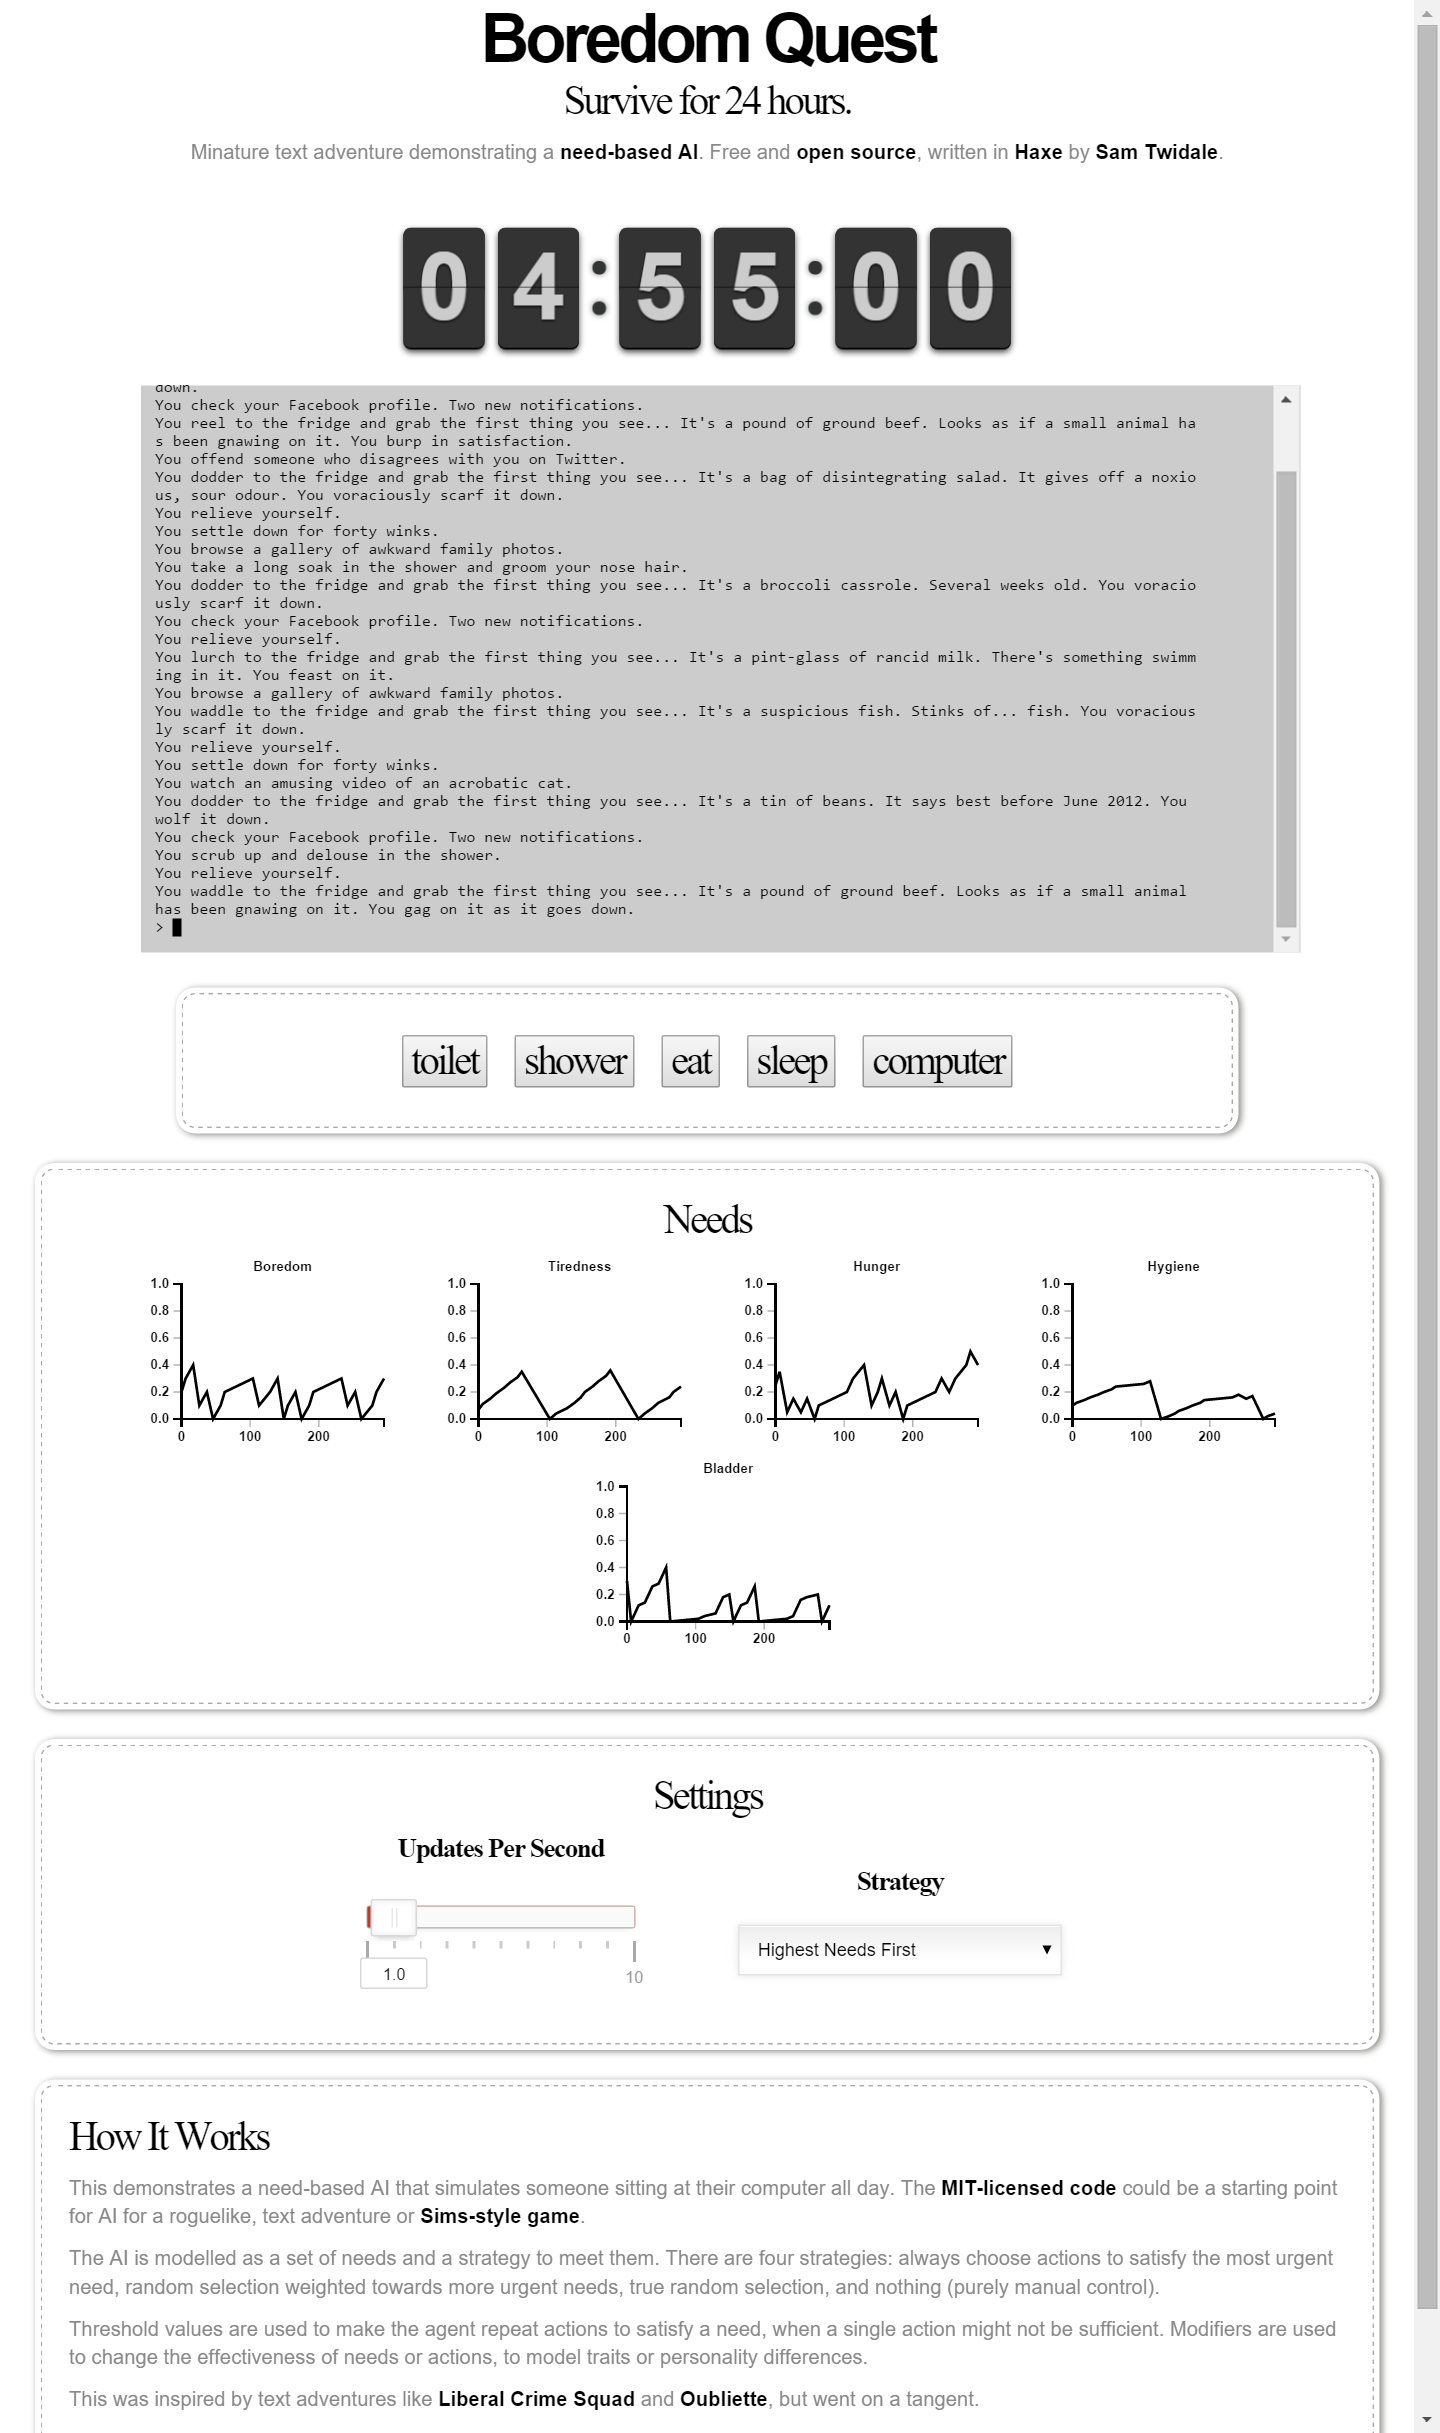 Boredom Quest
Survive for 24 hours.
Minature text adventure demonstrating a need-based AI. Free and open source, written in Haxe by Sam Twidale.
04:55:00
down.
You check your Facebook profile. Two new notifications.
You reel to the fridge and grab the first thing you see... It's a pound of ground beef. Looks as if a small animal ha
s been gnawing on it. You burp in satisfaction.
You offend someone who disagrees with you on Twitter.
You dodder to the fridge and grab the first thing you see... It's a bag of disintegrating salad. It gives off a noxio
us, sour odour. You voraciously scarf it down.
You relieve yourself.
You settle down for forty winks.
You browse a gallery of awkward family photos.
You take a long soak in the shower and groom your nose hair.
You dodder to the fridge and grab the first thing you see... It's a broccoli cassrole. Several weeks old. You voracio
usly scarf it down.
You check your Facebook profile. Two new notifications.
You relieve yourself.
You lurch to the fridge and grab the first thing you see... It's a pint-glass of rancid milk. There's something swimm
ing in it. You feast on it.
You browse a gallery of awkward family photos.
You waddle to the fridge and grab the first thing you see... It's a suspicious fish. Stinks of... fish. You voracious
ly scarf it down.
You relieve yourself.
You settle down for forty winks.
You watch an amusing video of an acrobatic cat.
You dodder to the fridge and grab the first thing you see... It's a tin of beans. It says best before June 2012. You
wolf it down.
You check your Facebook profile. Two new notifications.
You scrub up and delouse in the shower.
You relieve yourself.
You waddle to the fridge and grab the first thing you see... It's a pound of ground beef. Looks as if a small animal
has been gnawing on it. You gag on it as it goes down.
>
toilet shower eat sleep computer
Needs
Boredom
1.0
0.8
0.6
0.4
0.2
0.0
0 100 200
Tiredness
1.0
0.8
0.6
0.4
0.2
0.0
0 100 200
Hunger
1.0
0.8
0.6
0.4
0.2
0.0
0 100 200
Hygiene
1.0
0.8
0.6
0.4
0.2
0.0
0 100 200
Bladder
1.0
0.8
0.6
0.4
0.2
0.0
0 100 200
Settings
Updates Per Second
1.0 10
Strategy
Highest Needs First
How It Works
This demonstrates a need-based AI that simulates someone sitting at their computer all day. The MIT-licensed code could be a starting point
for AI for a roguelike, text adventure or Sims-style game.
The AI is modelled as a set of needs and a strategy to meet them. There are four strategies: always choose actions to satisfy the most urgent
need, random selection weighted towards more urgent needs, true random selection, and nothing (purely manual control).
Threshold values are used to make the agent repeat actions to satisfy a need, when a single action might not be sufficient. Modifiers are used
to change the effectiveness of needs or actions, to model traits or personality differences.
This was inspired by text adventures like Liberal Crime Squad and Oubliette, but went on a tangent.